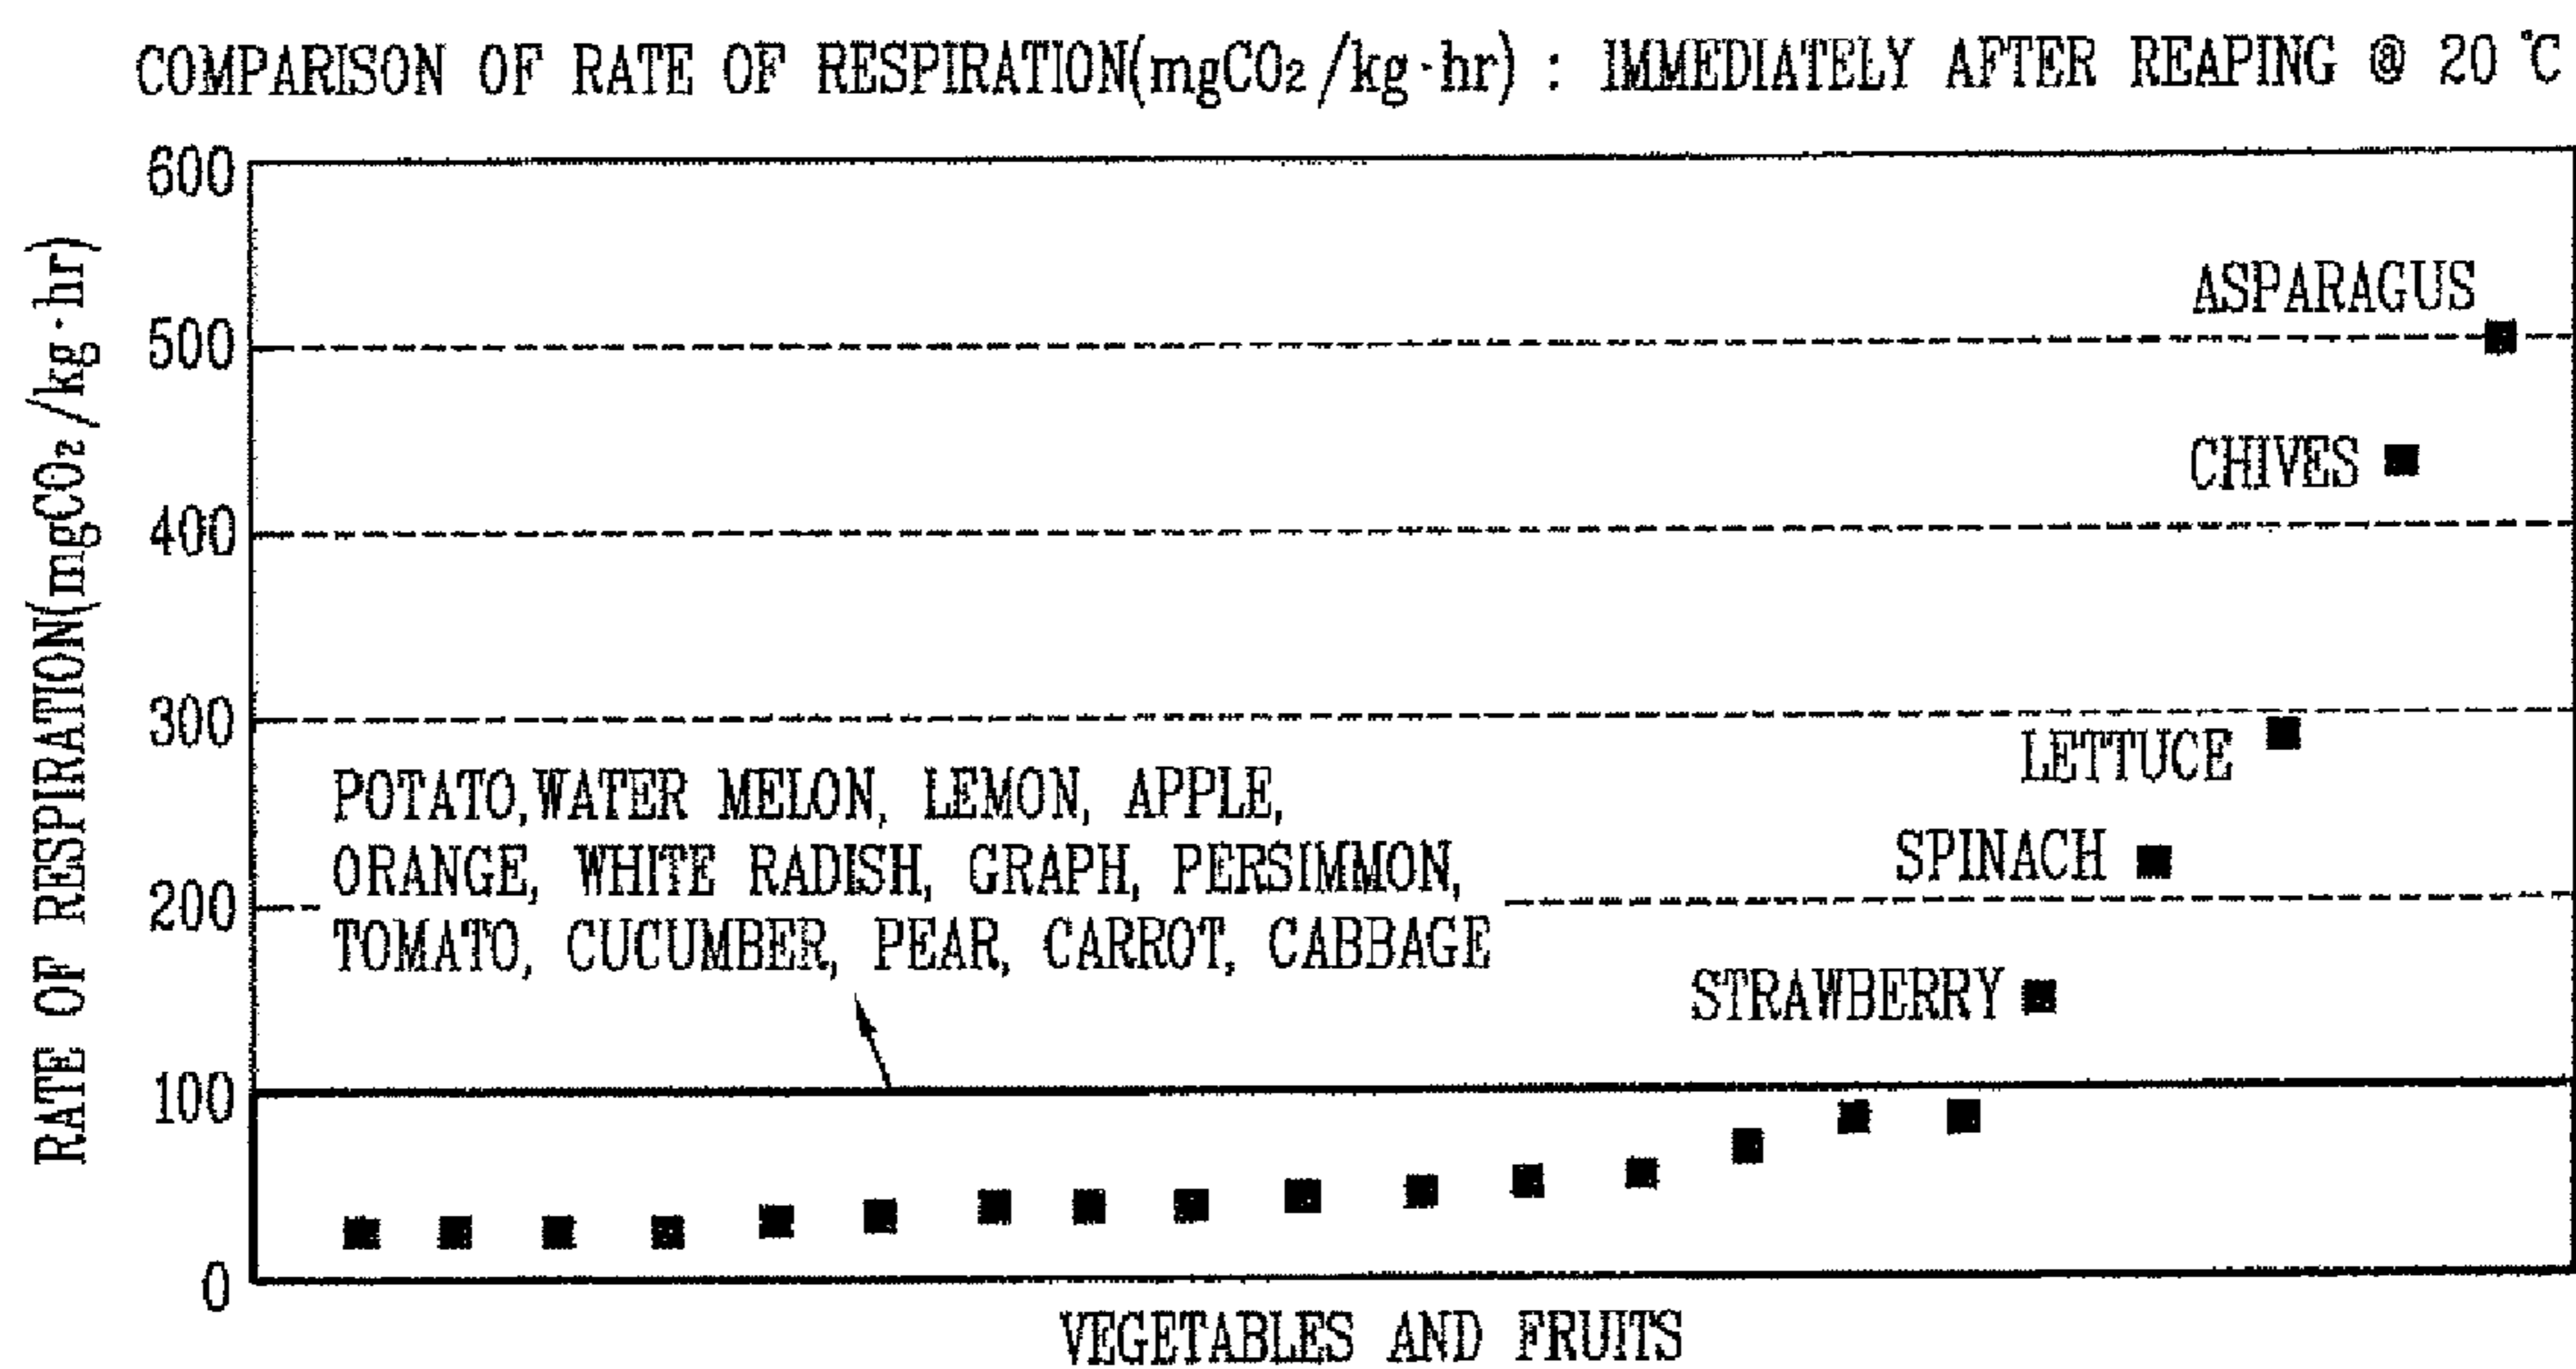 COMPARISON OF RATE OF RESPIRATION(mgCO₂/kg·hr) : IMMEDIATELY AFTER REAPING @ 20 ℃
RATE OF RESPIRATION(mgCO₂/kg·hr)
600
500
400
300
200
100
0
ASPARAGUS
CHIVES
LETTUCE
SPINACH
STRAWBERRY
POTATO,WATER MELON, LEMON, APPLE,
ORANGE, WHITE RADISH, GRAPH, PERSIMMON,
TOMATO, CUCUMBER, PEAR, CARROT, CABBAGE
VEGETABLES AND FRUITS